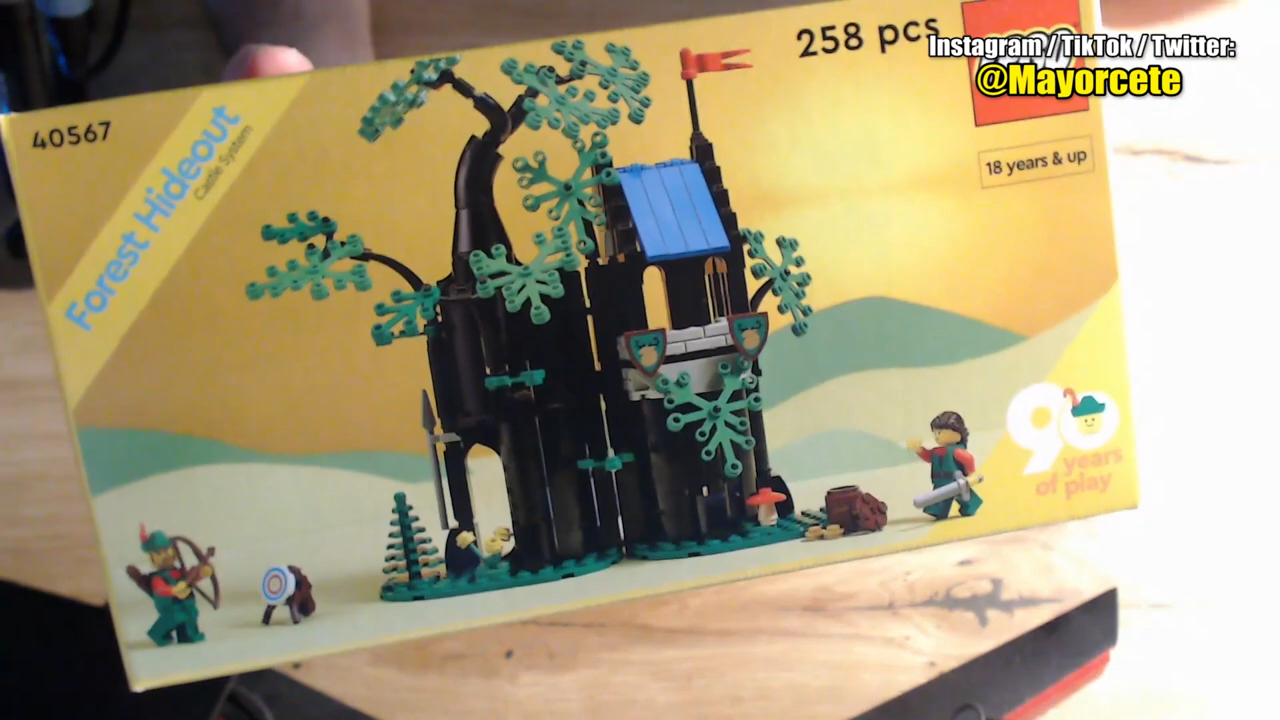 258 pcs
Instagram / TikTok / Twitter:
@Mayorcete
40567
Forest Hideout
Castle System
18 years & up
90
years
of play